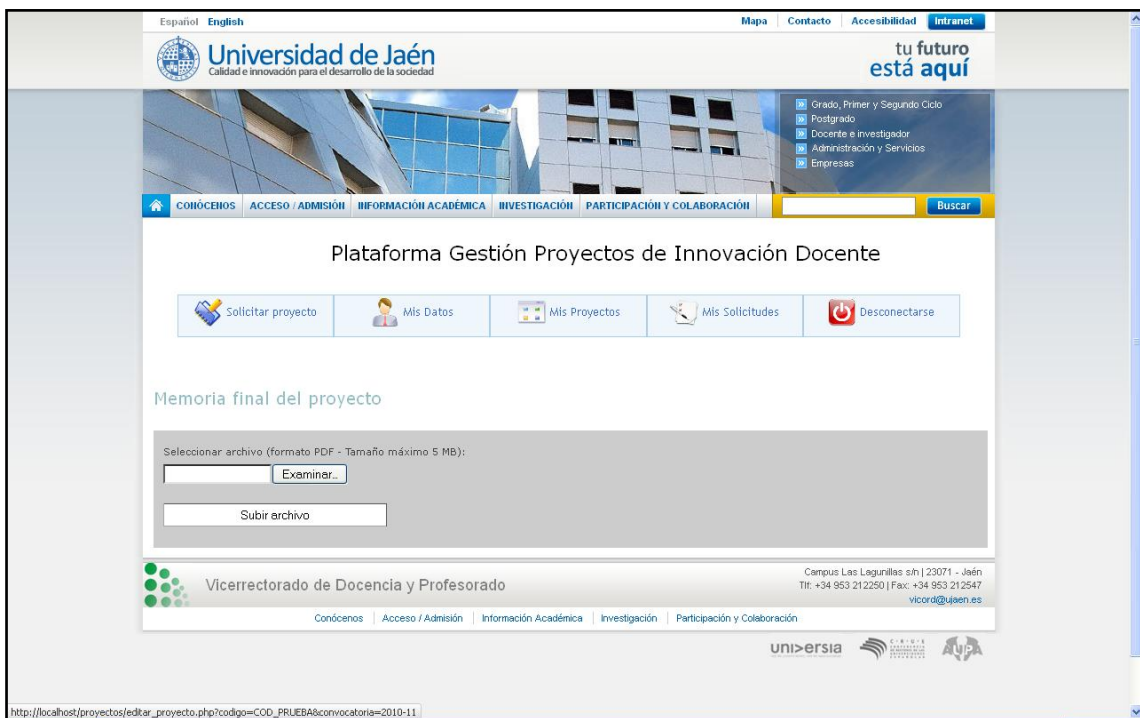 Español English
Mapa Contacto Accesibilidad Intranet
Universidad de Jaén
Calidad e innovación para el desarrollo de la sociedad
tu futuro
está aquí
Grado, Primer y Segundo Ciclo
Postgrado
Docente e investigador
Administración y Servicios
Empresas
CONÓCENOS ACCESO / ADMISIÓN INFORMACIÓN ACADÉMICA INVESTIGACIÓN PARTICIPACIÓN Y COLABORACIÓN Buscar
Plataforma Gestión Proyectos de Innovación Docente
Solicitar proyecto Mis Datos Mis Proyectos Mis Solicitudes Desconectarse
Memoria final del proyecto
Seleccionar archivo (formato PDF - Tamaño máximo 5 MB):
Examinar...
Subir archivo
Vicerrectorado de Docencia y Profesorado
Campus Las Lagunillas s/n | 23071 - Jaén
Tlf: +34 953 212250 | Fax: +34 953 212547
vicord@ujaen.es
Conócenos Acceso / Admisión Información Académica Investigación Participación y Colaboración
uni>ersia
CRUE
AUPA
http://localhost/proyectos/editar_proyecto.php?codigo=COD_PRUEBA&convocatoria=2010-11